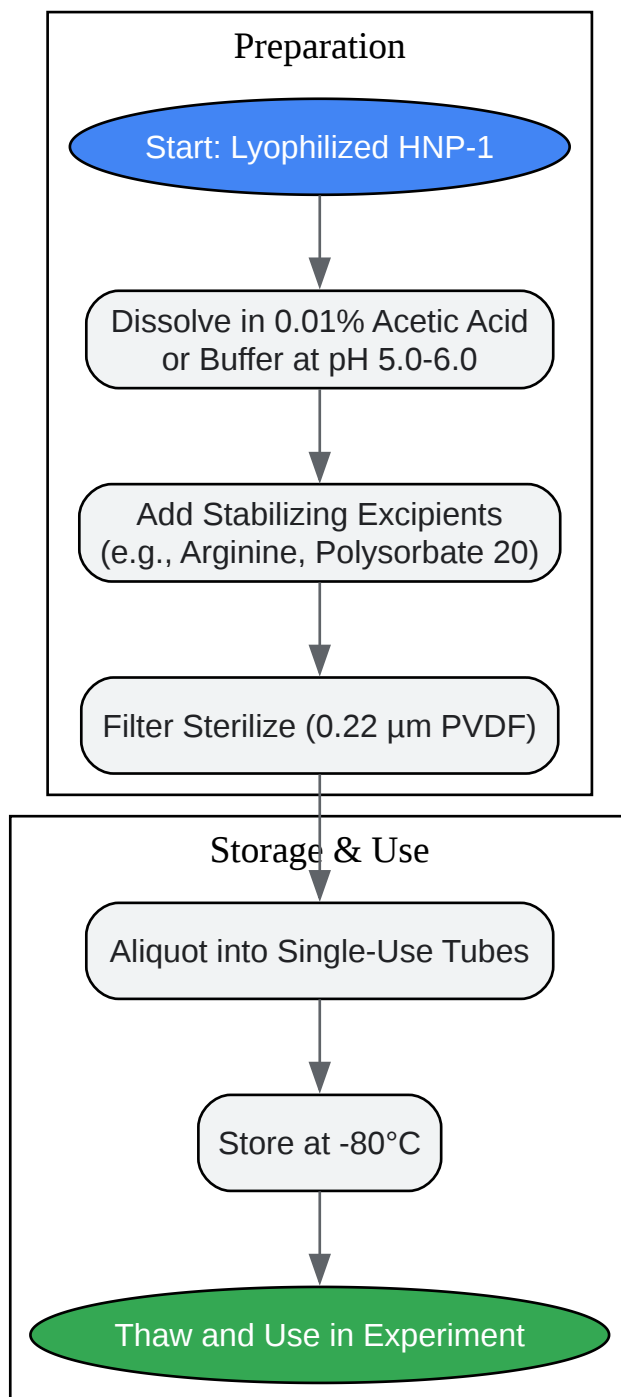 Preparation
Start: Lyophilized HNP-1
Dissolve in 0.01% Acetic Acid
or Buffer at pH 5.0-6.0
Add Stabilizing Excipients
(e.g., Arginine, Polysorbate 20)
Filter Sterilize (0.22 µm PVDF)
Storage & Use
Aliquot into Single-Use Tubes
Store at -80°C
Thaw and Use in Experiment